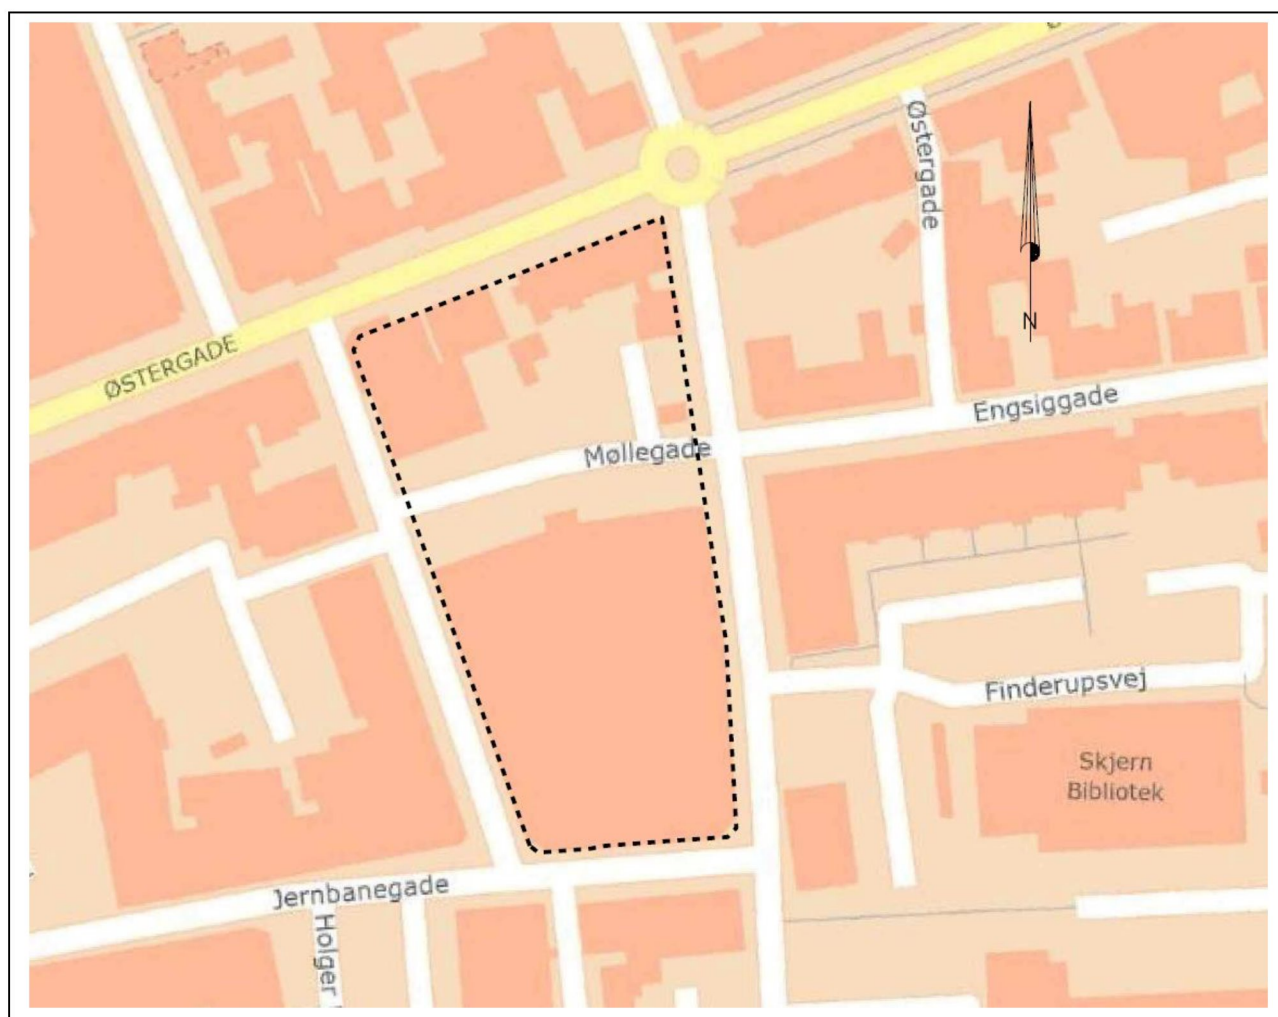 Østergade
N
ØSTERGADE
Engsiggade
Møllegade
Finderupsvej
Skjern
Bibliotek
Jernbanegade
Holger